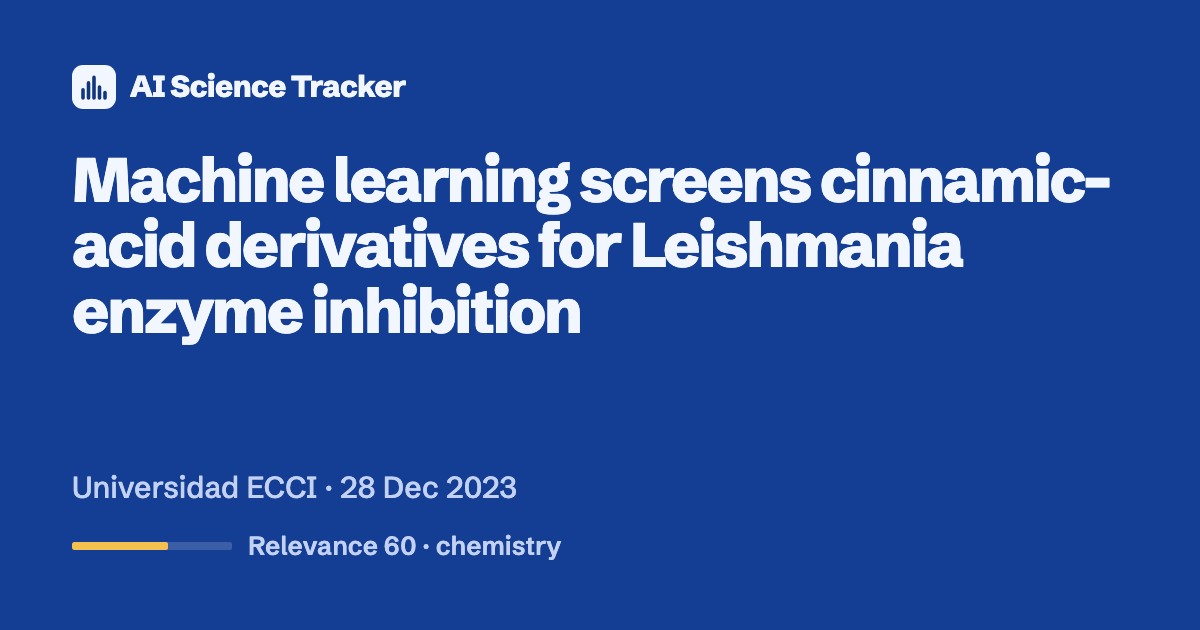 AI Science Tracker
Machine learning screens cinnamic-
acid derivatives for Leishmania
enzyme inhibition
Universidad ECCI · 28 Dec 2023
Relevance 60 · chemistry